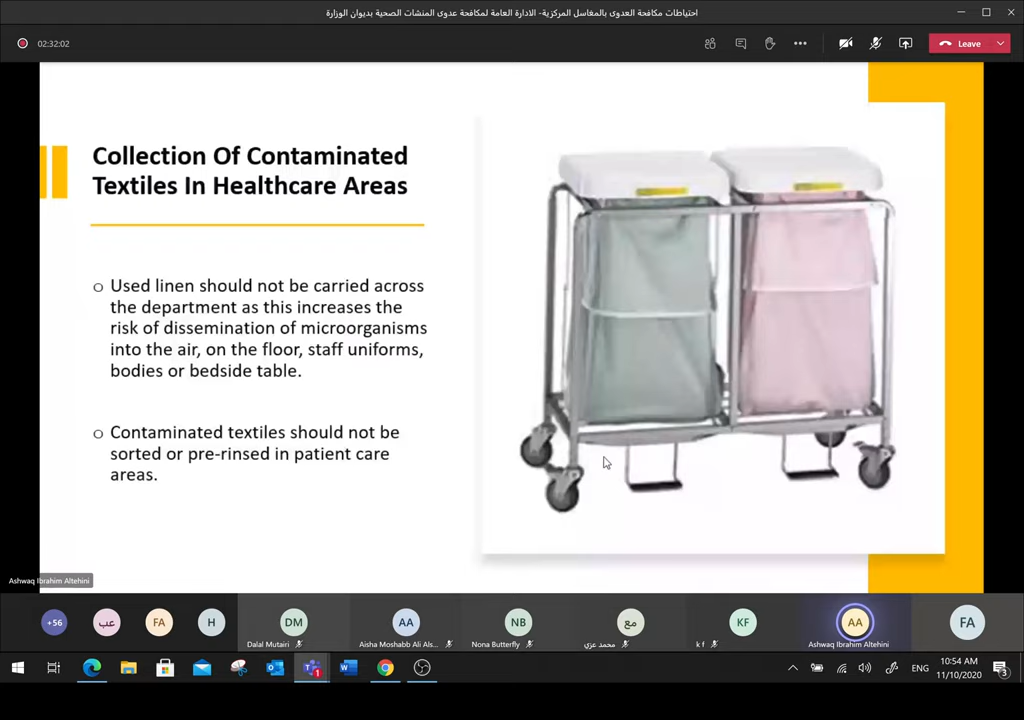 احتياطات مكافحة العدوى بالمغاسل المركزية- الادارة العامة لمكافحة عدوى المنشات الصحية بديوان الوزارة
02:32:02
Leave
Collection Of Contaminated
Textiles In Healthcare Areas
Used linen should not be carried across
the department as this increases the
risk of dissemination of microorganisms
into the air, on the floor, staff uniforms,
bodies or bedside table.
Contaminated textiles should not be
sorted or pre-rinsed in patient care
areas.
Ashwaq Ibrahim Altehini
+56
عب
FA
H
DM
Dalal Mutairi
AA
Aisha Moshabb Ali Als...
NB
Nona Butterfly
مع
محمد عزي
KF
k f
AA
Ashwaq Ibrahim Altehini
FA
1
ENG
10:54 AM
11/10/2020
3